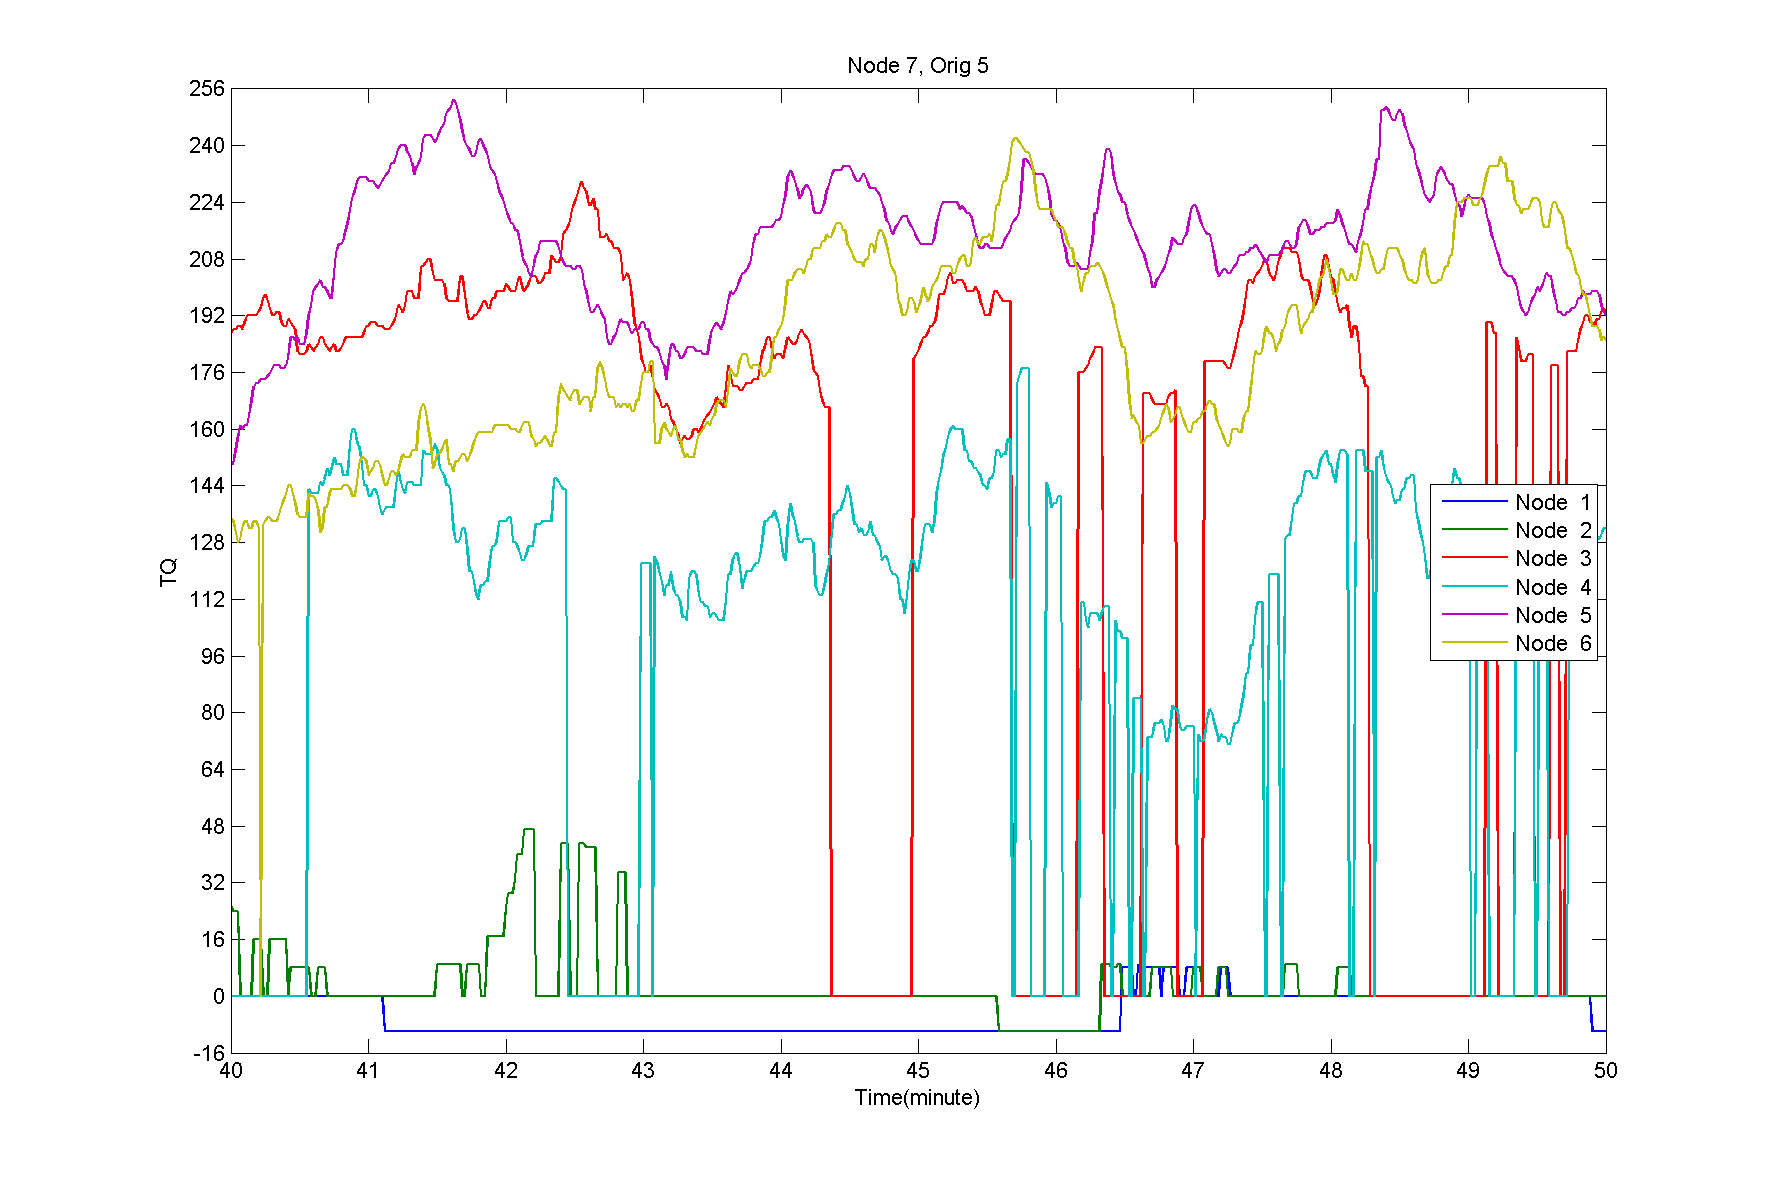 Node 7, Orig 5
256
240
224
208
192
176
160
144
128
112
96
80
64
48
32
16
0
-16
TQ
Node 1
Node 2
Node 3
Node 4
Node 5
Node 6
40 41 42 43 44 45 46 47 48 49 50
Time(minute)